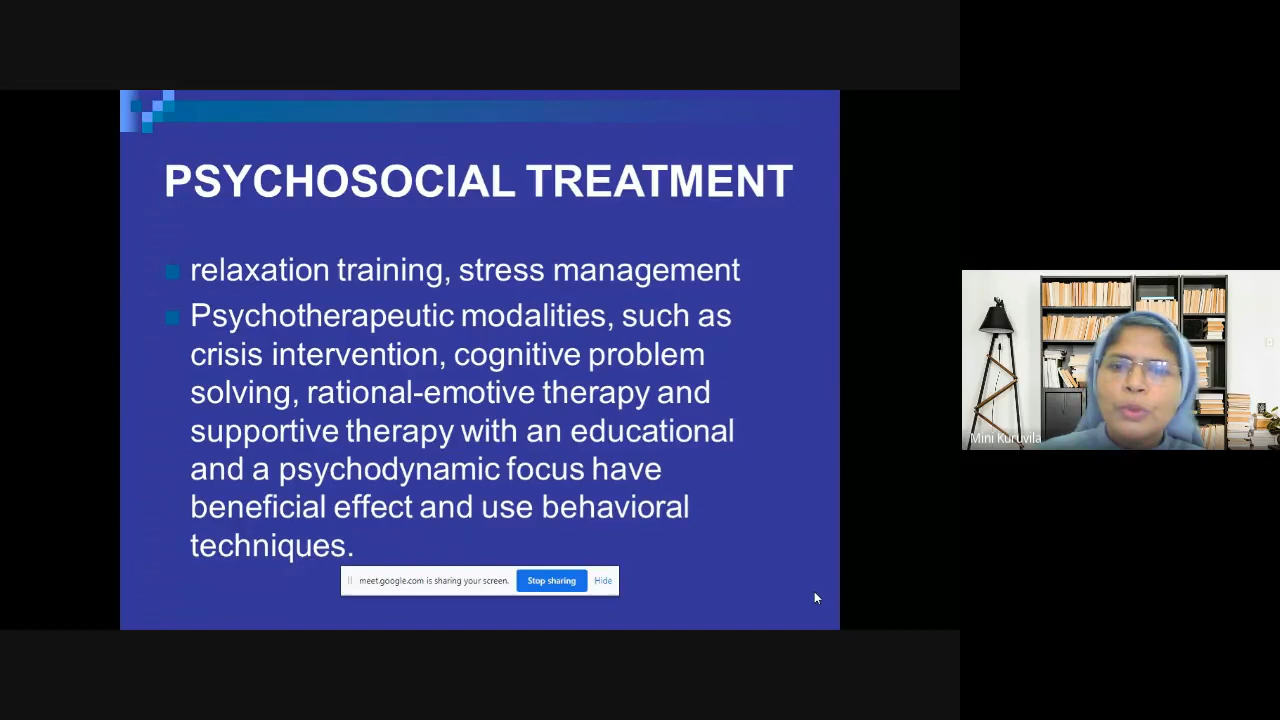 PSYCHOSOCIAL TREATMENT
relaxation training, stress management
Psychotherapeutic modalities, such as
crisis intervention, cognitive problem
solving, rational-emotive therapy and
supportive therapy with an educational
and a psychodynamic focus have
beneficial effect and use behavioral
techniques.
meet.google.com is sharing your screen. Stop sharing Hide
Mini Kuruvila